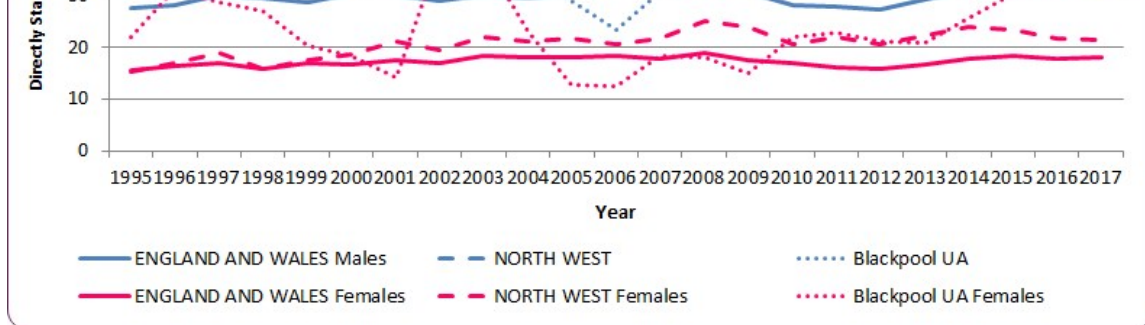 Directly Sta
20
10
0
1995 1996 1997 1998 1999 2000 2001 2002 2003 2004 2005 2006 2007 2008 2009 2010 2011 2012 2013 2014 2015 2016 2017
Year
ENGLAND AND WALES Males NORTH WEST Blackpool UA
ENGLAND AND WALES Females NORTH WEST Females Blackpool UA Females